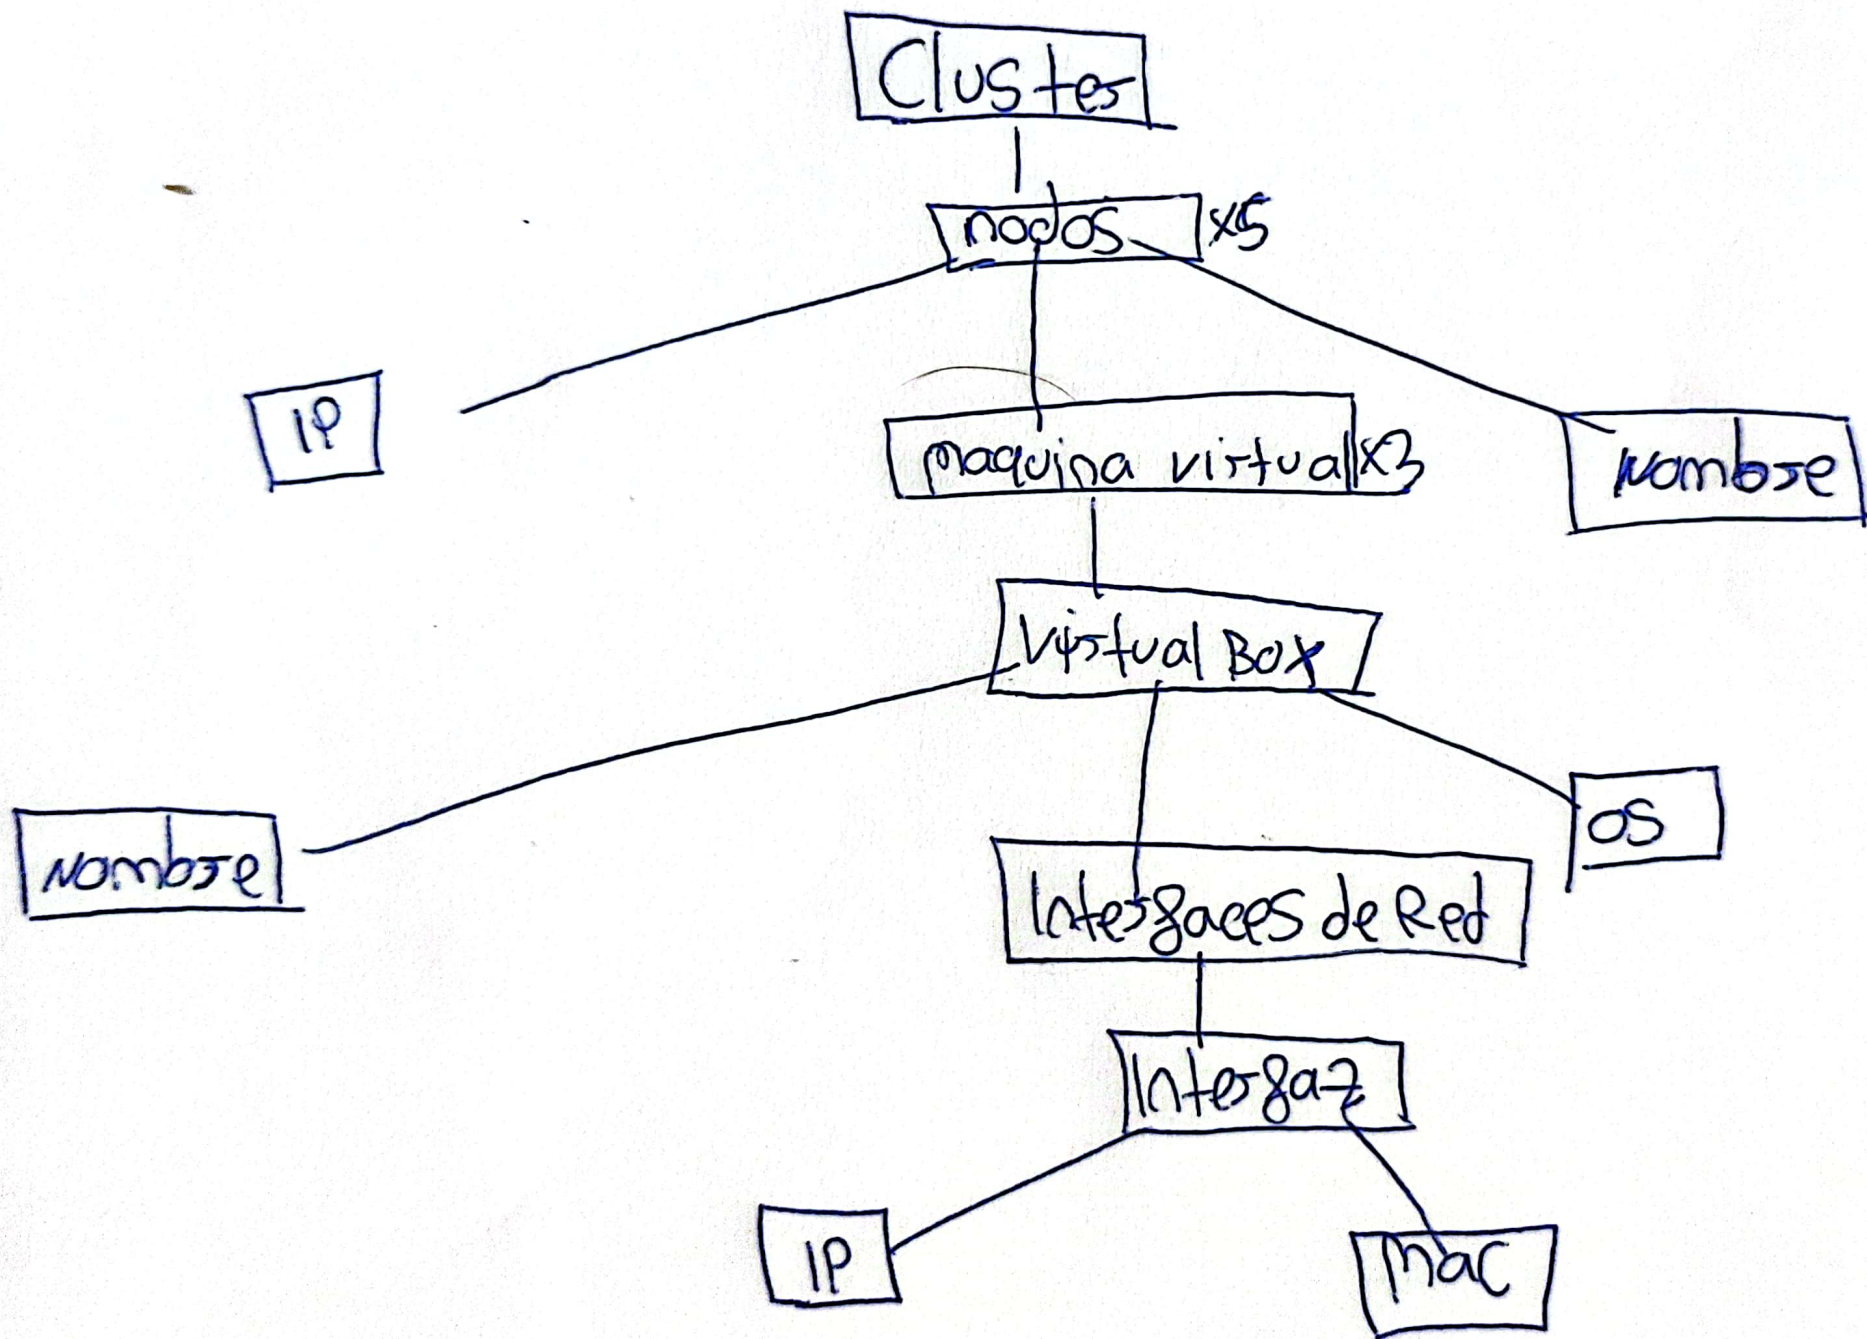 Cluster
nodos x5
IP
maquina virtual x3
Nombre
Virtual Box
Nombre
OS
Interfaces de Red
Interfaz
IP
Mac